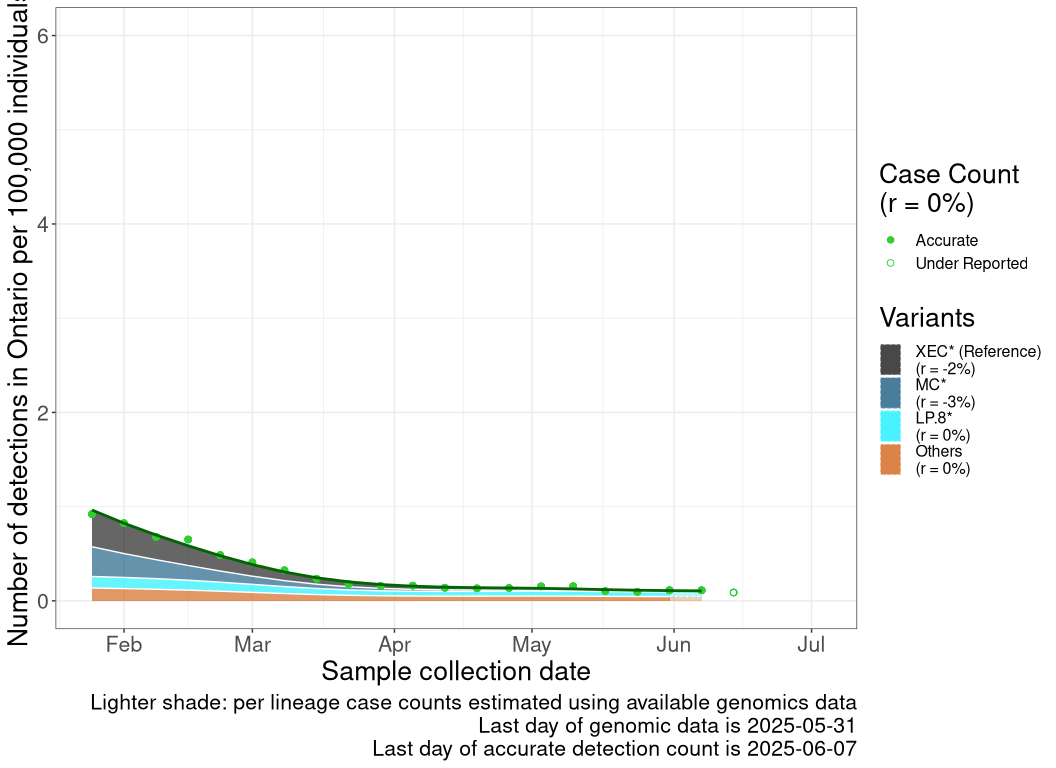 Number of detections in Ontario per 100,000 individuals
6
4
2
0
Feb
Mar
Apr
May
Jun
Jul
Sample collection date
Lighter shade: per lineage case counts estimated using available genomics data
Last day of genomic data is 2025-05-31
Last day of accurate detection count is 2025-06-07
Case Count
(r = 0%)
Accurate
Under Reported
Variants
XEC* (Reference)
(r = -2%)
MC*
(r = -3%)
LP.8*
(r = 0%)
Others
(r = 0%)